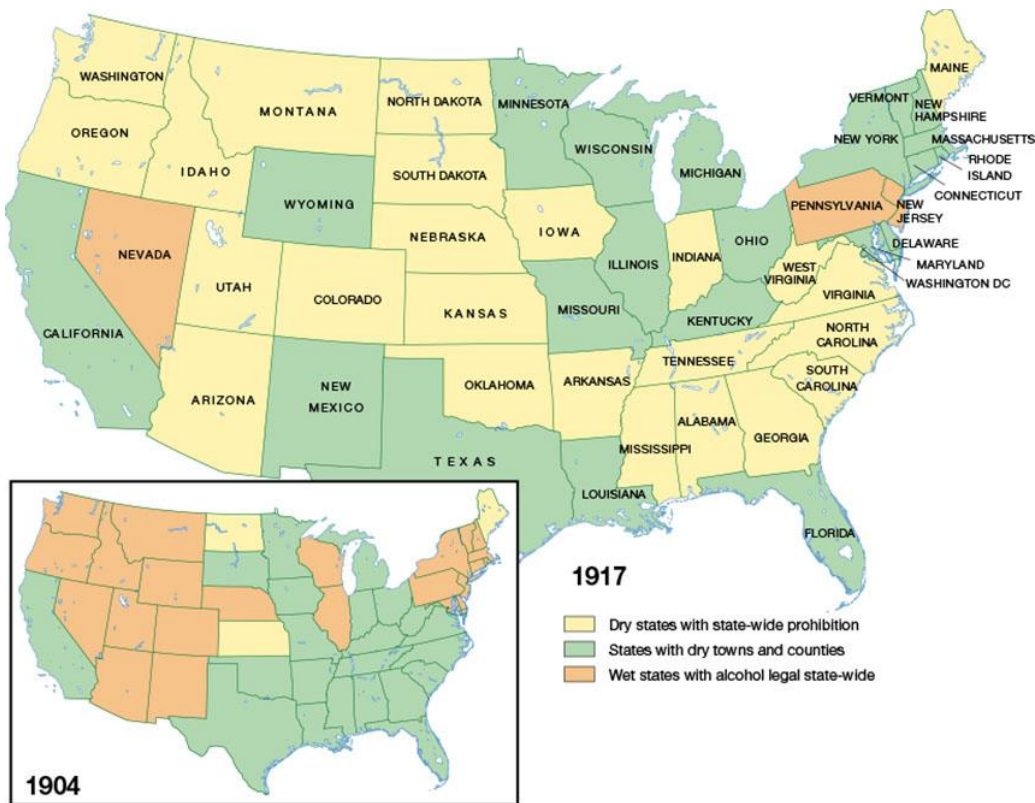 WASHINGTON
MONTANA
NORTH DAKOTA
MINNESOTA
MAINE
VERMONT
NEW
HAMPSHIRE
OREGON
IDAHO
SOUTH DAKOTA
WISCONSIN
MICHIGAN
NEW YORK
MASSACHUSETTS
RHODE
ISLAND
CONNECTICUT
WYOMING
NEBRASKA
IOWA
PENNSYLVANIA
NEW
JERSEY
NEVADA
UTAH
COLORADO
KANSAS
ILLINOIS
INDIANA
OHIO
WEST
VIRGINIA
DELAWARE
MARYLAND
WASHINGTON DC
VIRGINIA
CALIFORNIA
MISSOURI
KENTUCKY
NORTH
CAROLINA
ARIZONA
NEW
MEXICO
OKLAHOMA
ARKANSAS
TENNESSEE
SOUTH
CAROLINA
TEXAS
LOUISIANA
MISSISSIPPI
ALABAMA
GEORGIA
FLORIDA
1917
Dry states with state-wide prohibition
States with dry towns and counties
Wet states with alcohol legal state-wide
1904